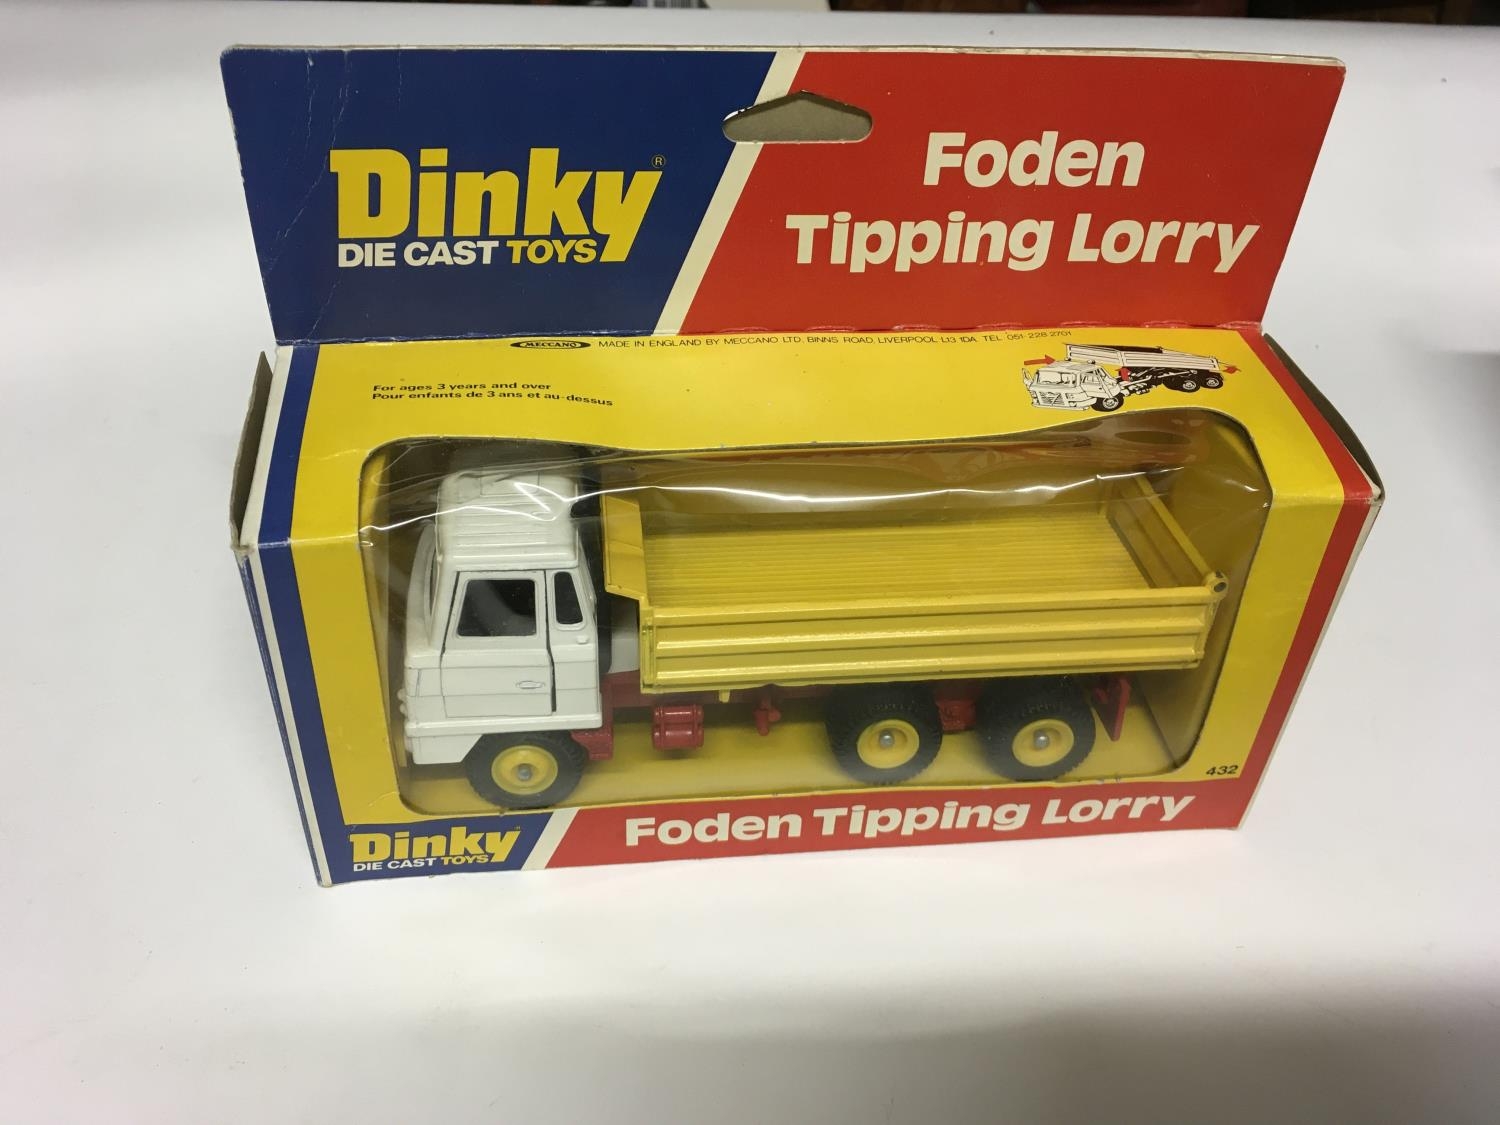 Dinky®
DIE CAST TOYS
Foden
Tipping Lorry
MECCANO MADE IN ENGLAND BY MECCANO LTD. BINNS ROAD, LIVERPOOL L13 1DA TEL 051-228 2701
For ages 3 years and over
Pour enfants de 3 ans et au-dessus
432
Dinky
DIE CAST TOYS
Foden Tipping Lorry